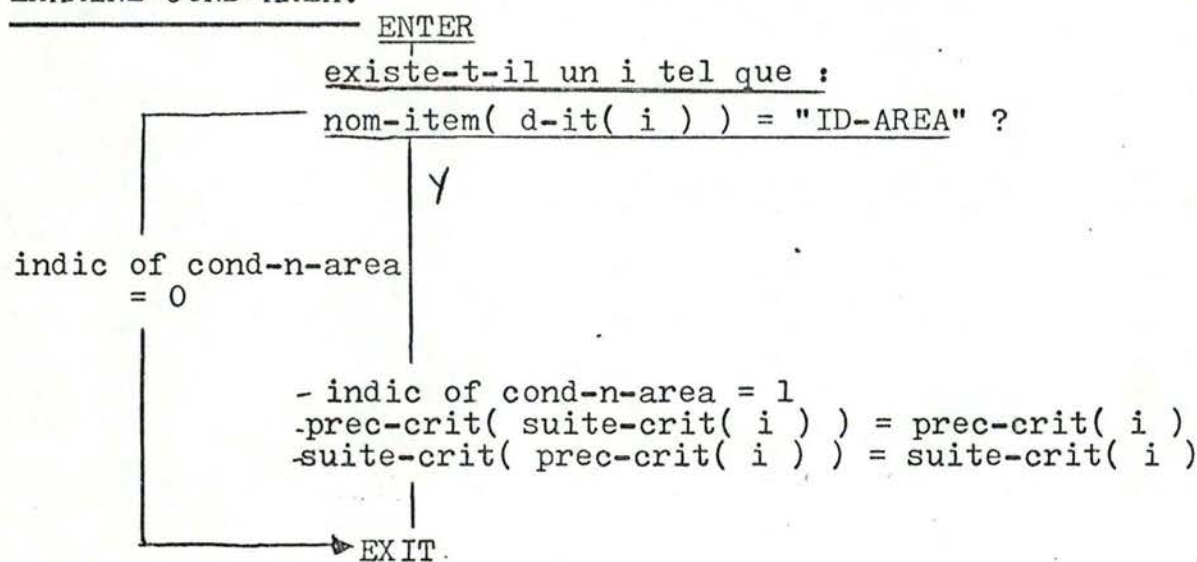 ENTER
existe-t-il un i tel que :
nom-item( d-it( i ) ) = "ID-AREA" ?
Y
indic of cond-n-area
= 0
- indic of cond-n-area = 1
-prec-crit( suite-crit( i ) ) = prec-crit( i )
-suite-crit( prec-crit( i ) ) = suite-crit( i )
EXIT.